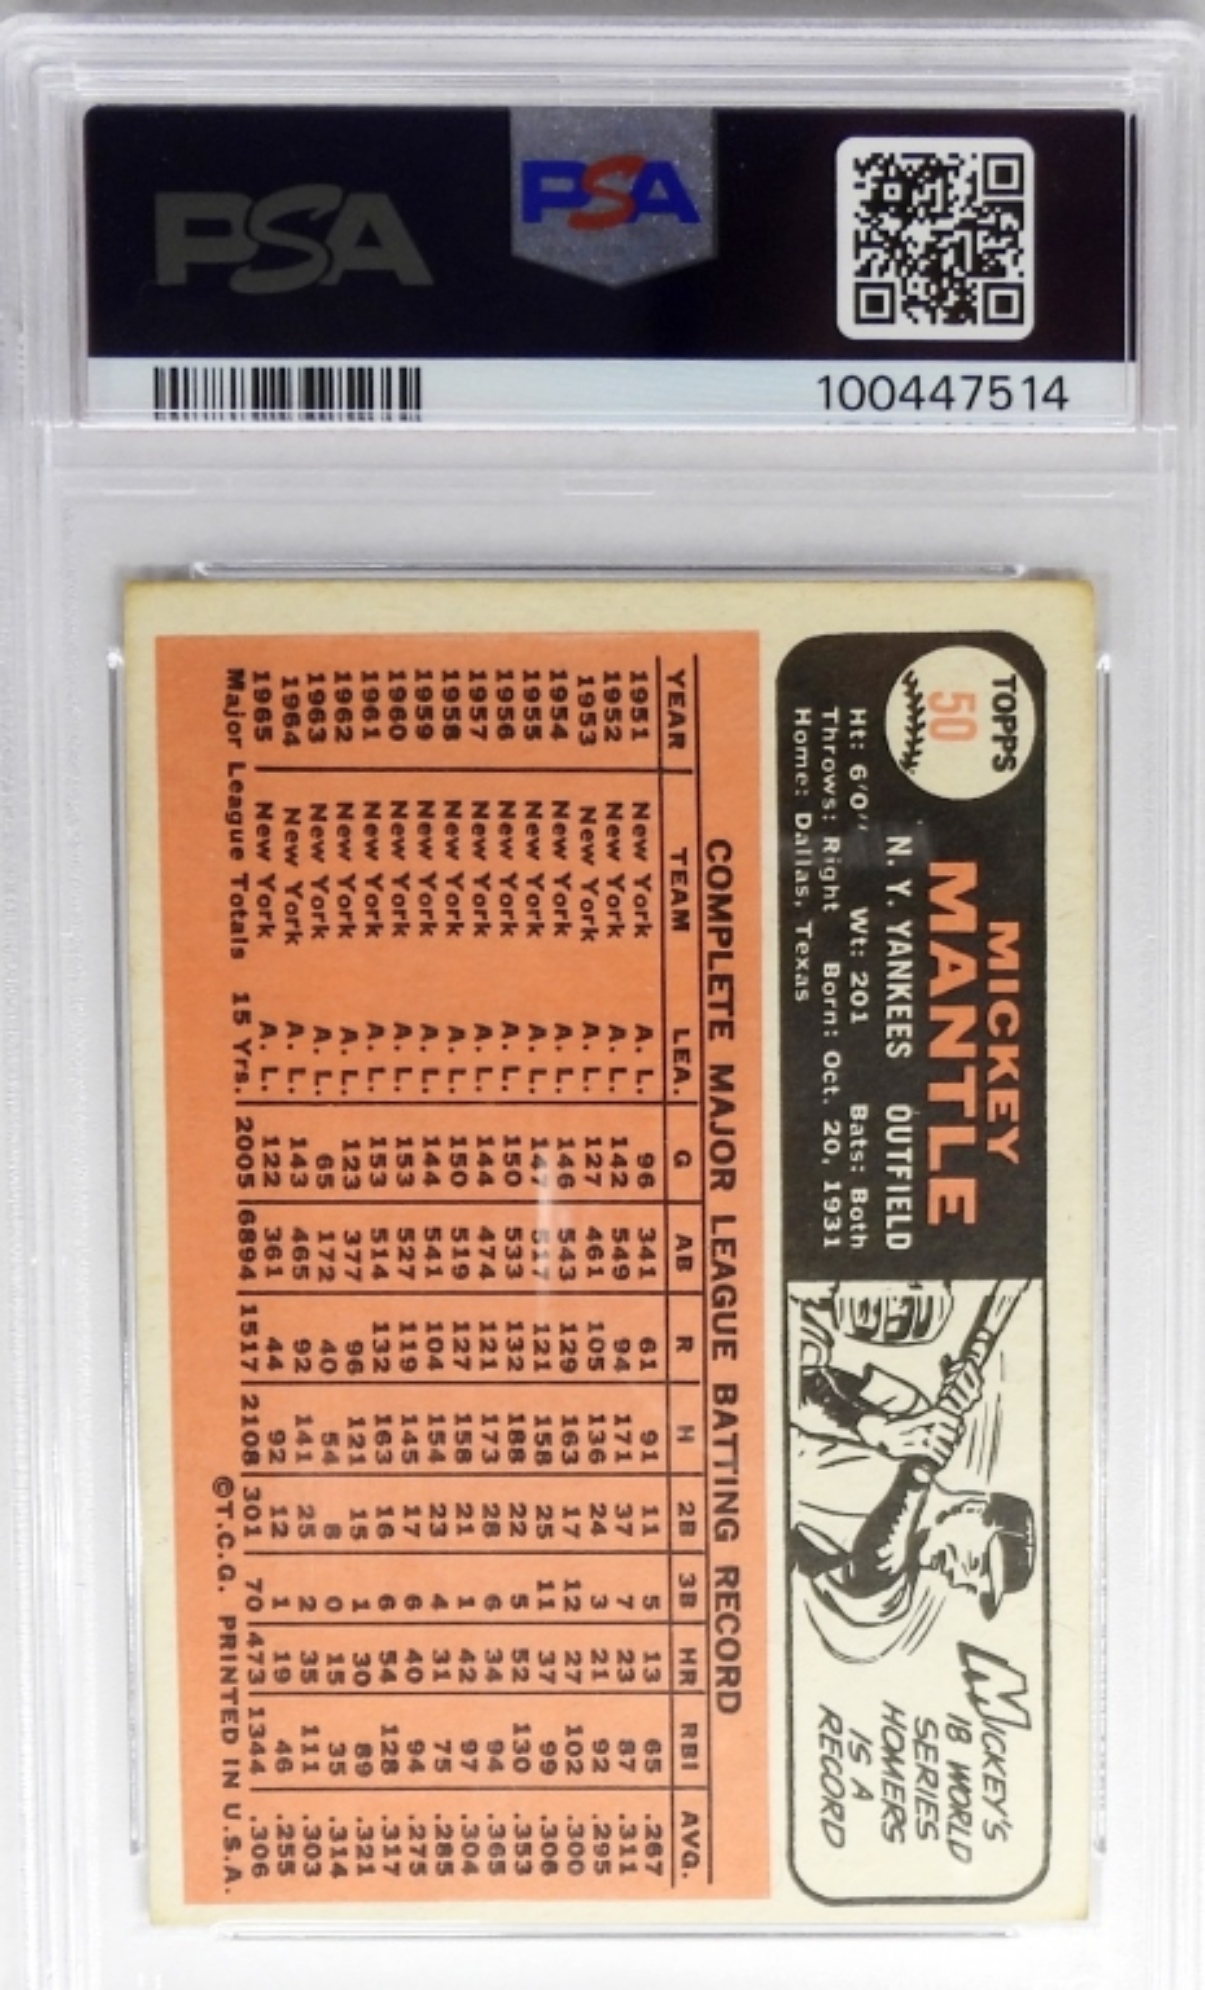 PSA
PSA
100447514
TOPPS
50
MICKEY
MANTLE
N. Y. YANKEES OUTFIELD
Ht: 6'0" Wt: 201 Bats: Both
Throws: Right Born: Oct. 20, 1931
Home: Dallas, Texas
MICKEY'S
18 WORLD
SERIES
HOMERS
IS A
RECORD
COMPLETE MAJOR LEAGUE BATTING RECORD
YEAR TEAM LEA. G AB R H 2B 3B HR RBI AVG.
1951 New York A. L. 96 341 61 91 11 5 13 65 .267
1952 New York A. L. 142 549 94 171 37 7 23 87 .311
1953 New York A. L. 127 461 105 136 24 3 21 92 .295
1954 New York A. L. 146 543 129 163 17 12 27 102 .300
1955 New York A. L. 147 517 121 158 25 11 37 99 .306
1956 New York A. L. 150 533 132 188 22 5 52 130 .353
1957 New York A. L. 144 474 121 173 28 6 34 94 .365
1958 New York A. L. 150 519 127 158 21 1 42 97 .304
1959 New York A. L. 144 541 104 154 23 4 31 75 .285
1960 New York A. L. 153 527 119 145 17 6 40 94 .275
1961 New York A. L. 153 514 132 163 16 6 54 128 .317
1962 New York A. L. 123 377 96 121 15 1 30 89 .321
1963 New York A. L. 65 172 40 54 8 0 15 35 .314
1964 New York A. L. 143 465 92 141 25 2 35 111 .303
1965 New York A. L. 122 361 44 92 12 1 19 46 .255
Major League Totals 15 Yrs. 2005 6894 1517 2108 301 70 473 1344 .306
©T.C.G. PRINTED IN U.S.A.